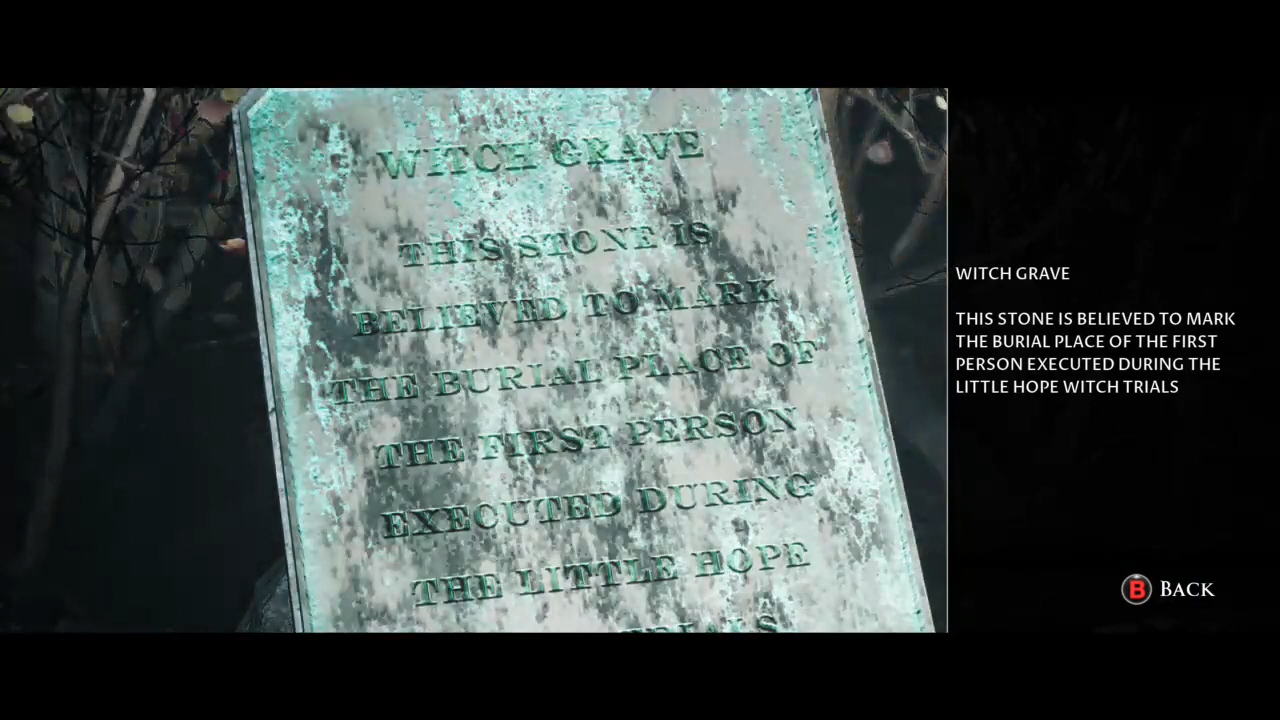 WITCH GRAVE
THIS STONE IS
BELIEVED TO MARK
THE BURIAL PLACE OF
THE FIRST PERSON
EXECUTED DURING
THE LITTLE HOPE
TRIALS
WITCH GRAVE
THIS STONE IS BELIEVED TO MARK
THE BURIAL PLACE OF THE FIRST
PERSON EXECUTED DURING THE
LITTLE HOPE WITCH TRIALS
B BACK